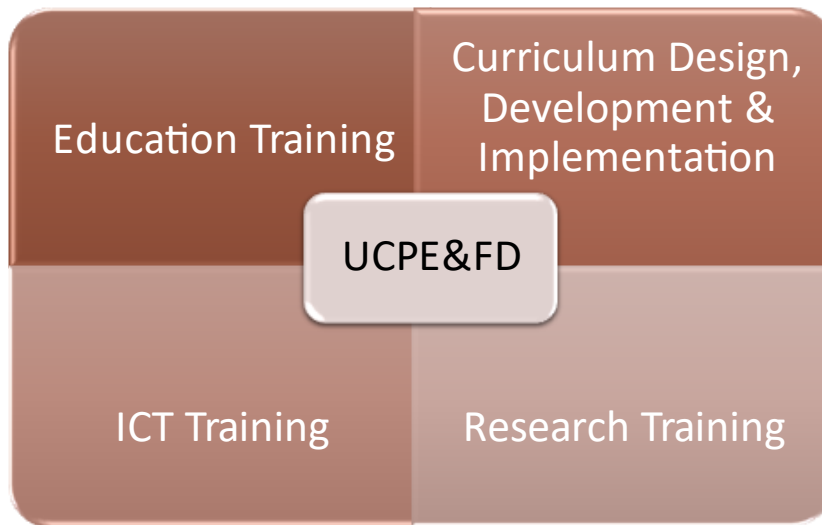 Education Training
Curriculum Design,
Development &
Implementation
UCPE&FD
ICT Training
Research Training